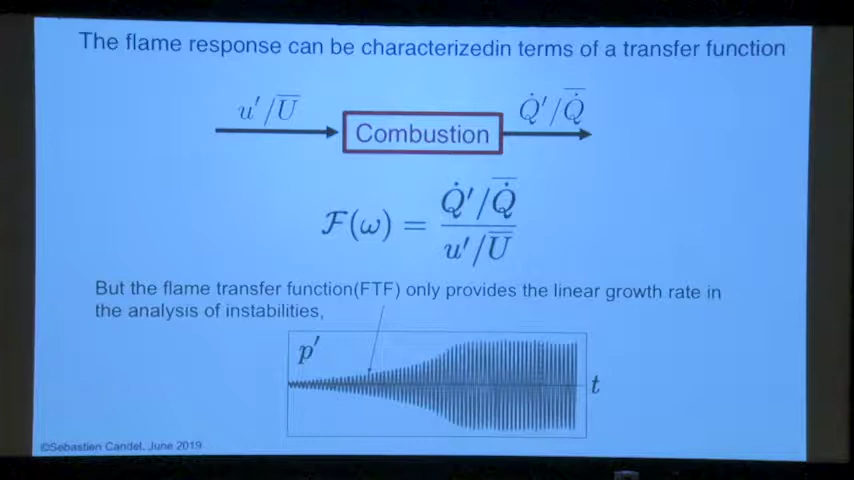 The flame response can be characterizedin terms of a transfer function
u′/U̅ Q̇′/Q̇̅
Combustion
ℱ(ω) = (Q̇′/Q̇̅)/(u′/U̅)
But the flame transfer function(FTF) only provides the linear growth rate in
the analysis of instabilities,
p′
t
©Sebastien Candel, June 2019